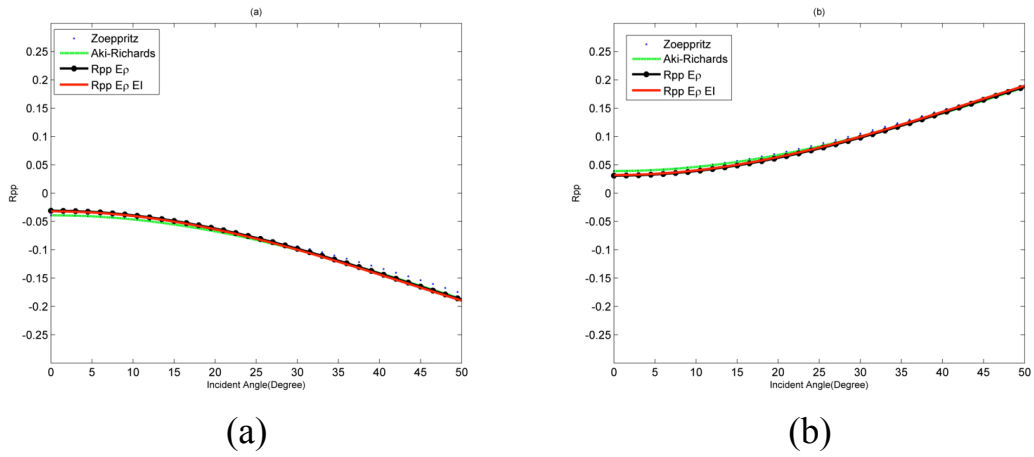 (a)
Zoeppritz
Aki-Richards
Rpp Eρ
Rpp Eρ EI
0.25
0.2
0.15
0.1
0.05
0
-0.05
-0.1
-0.15
-0.2
-0.25
Rpp
0 5 10 15 20 25 30 35 40 45 50
Incident Angle(Degree)
(a)
(b)
Zoeppritz
Aki-Richards
Rpp Eρ
Rpp Eρ EI
0.25
0.2
0.15
0.1
0.05
0
-0.05
-0.1
-0.15
-0.2
-0.25
Rpp
0 5 10 15 20 25 30 35 40 45 50
Incident Angle(Degree)
(b)